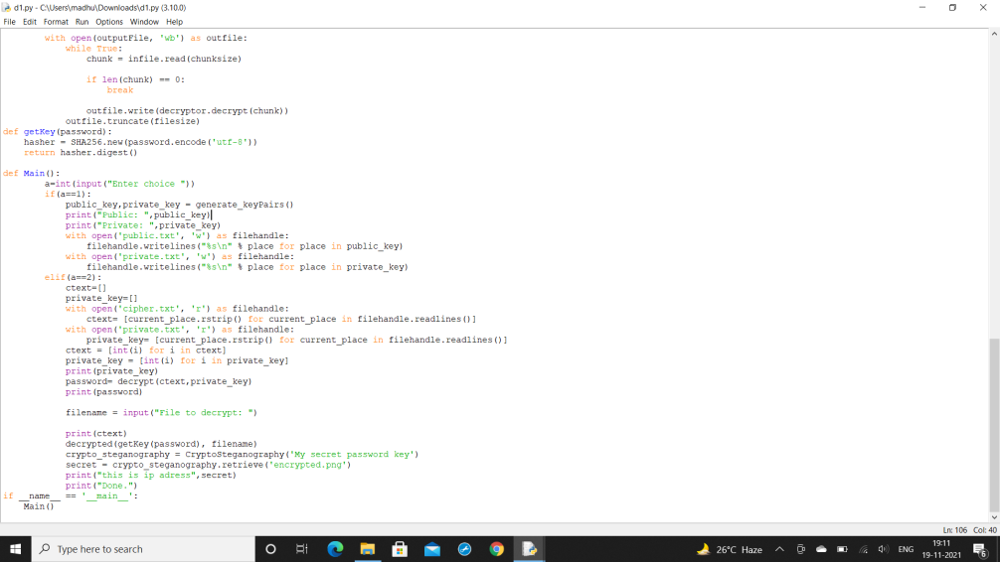 d1.py - C:\Users\madhu\Downloads\d1.py (3.10.0)
File Edit Format Run Options Window Help
with open(outputFile, 'wb') as outfile:
while True:
chunk = infile.read(chunksize)
if len(chunk) == 0:
break
outfile.write(decryptor.decrypt(chunk))
outfile.truncate(filesize)
def getKey(password):
hasher = SHA256.new(password.encode('utf-8'))
return hasher.digest()
def Main():
a=int(input("Enter choice "))
if(a==1):
public_key,private_key = generate_keyPairs()
print("Public: ",public_key)
print("Private: ",private_key)
with open('public.txt', 'w') as filehandle:
filehandle.writelines("%s\n" % place for place in public_key)
with open('private.txt', 'w') as filehandle:
filehandle.writelines("%s\n" % place for place in private_key)
elif(a==2):
ctext=[]
private_key=[]
with open('cipher.txt', 'r') as filehandle:
ctext= [current_place.rstrip() for current_place in filehandle.readlines()]
with open('private.txt', 'r') as filehandle:
private_key= [current_place.rstrip() for current_place in filehandle.readlines()]
ctext = [int(i) for i in ctext]
private_key = [int(i) for i in private_key]
print(private_key)
password= decrypt(ctext,private_key)
print(password)
filename = input("File to decrypt: ")
print(ctext)
decrypted(getKey(password), filename)
crypto_steganography = CryptoSteganography('My secret password key')
secret = crypto_steganography.retrieve('encrypted.png')
print("this is ip adress",secret)
print("Done.")
if __name__ == '__main__':
Main()
Ln: 106 Col: 40
Type here to search
26°C Haze
ENG
19:11
19-11-2021
6